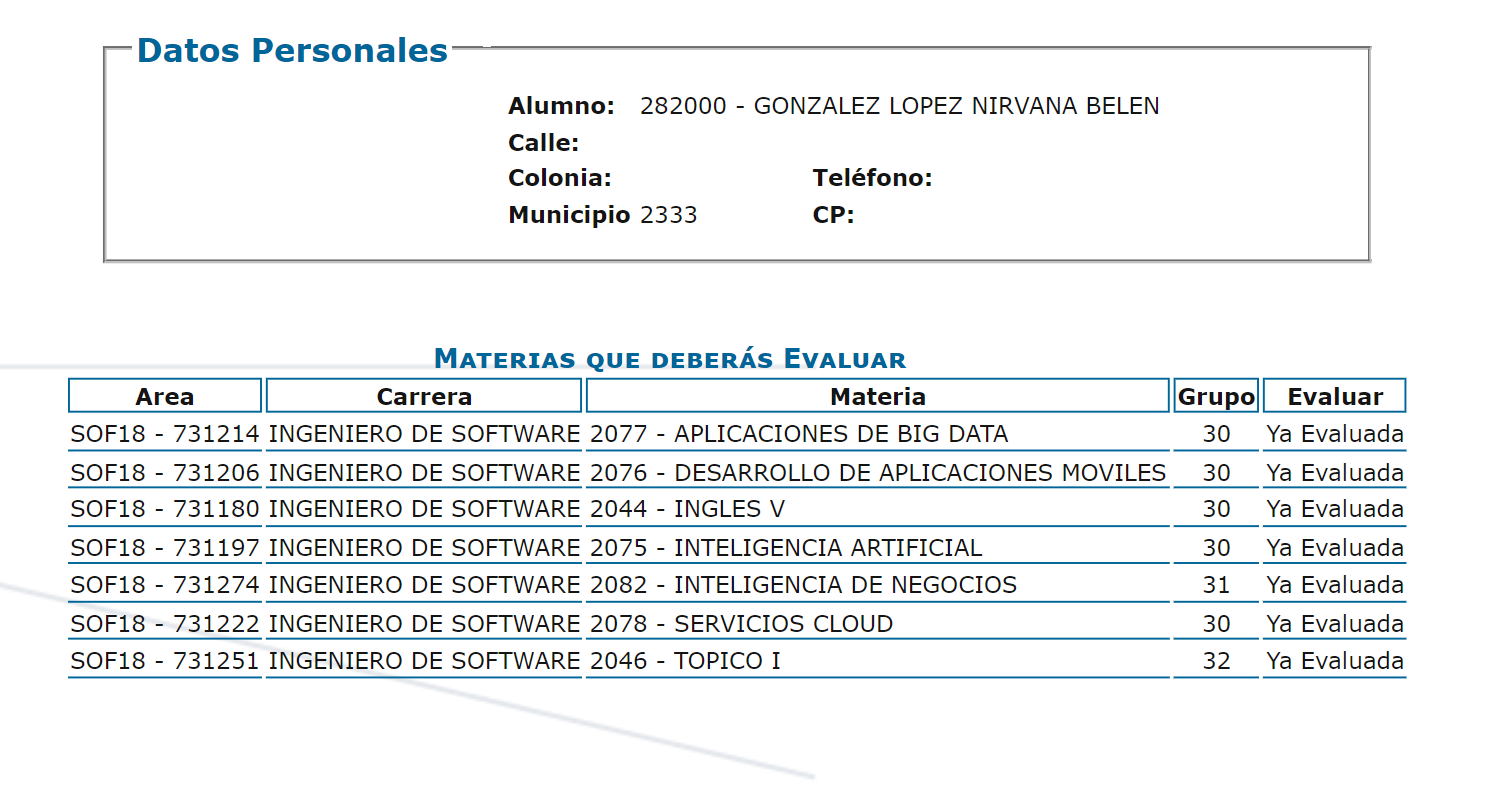 Datos Personales
Alumno: 282000 - GONZALEZ LOPEZ NIRVANA BELEN
Calle:
Colonia: Teléfono:
Municipio 2333 CP:
Materias que deberás Evaluar
Area Carrera Materia Grupo Evaluar
SOF18 - 731214 INGENIERO DE SOFTWARE 2077 - APLICACIONES DE BIG DATA 30 Ya Evaluada
SOF18 - 731206 INGENIERO DE SOFTWARE 2076 - DESARROLLO DE APLICACIONES MOVILES 30 Ya Evaluada
SOF18 - 731180 INGENIERO DE SOFTWARE 2044 - INGLES V 30 Ya Evaluada
SOF18 - 731197 INGENIERO DE SOFTWARE 2075 - INTELIGENCIA ARTIFICIAL 30 Ya Evaluada
SOF18 - 731274 INGENIERO DE SOFTWARE 2082 - INTELIGENCIA DE NEGOCIOS 31 Ya Evaluada
SOF18 - 731222 INGENIERO DE SOFTWARE 2078 - SERVICIOS CLOUD 30 Ya Evaluada
SOF18 - 731251 INGENIERO DE SOFTWARE 2046 - TOPICO I 32 Ya Evaluada